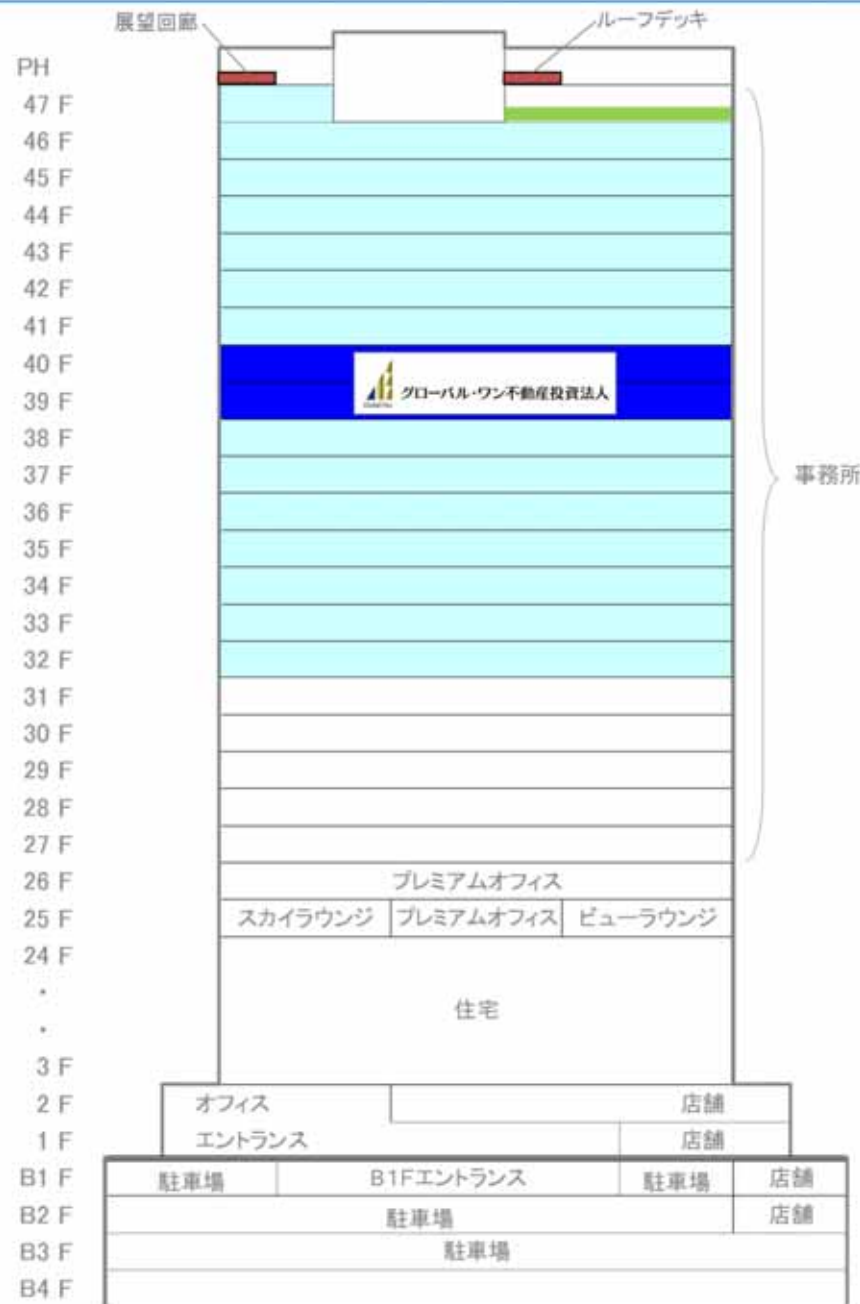 展望回廊
ルーフデッキ
PH
47 F
46 F
45 F
44 F
43 F
42 F
41 F
40 F
39 F
グローバル・ワン不動産投資法人
38 F
37 F
事務所
36 F
35 F
34 F
33 F
32 F
31 F
30 F
29 F
28 F
27 F
26 F プレミアムオフィス
25 F スカイラウンジ プレミアムオフィス ビューラウンジ
24 F
・
住宅
・
3 F
2 F オフィス 店舗
1 F エントランス 店舗
B1 F 駐車場 B1Fエントランス 駐車場 店舗
B2 F 駐車場 店舗
B3 F 駐車場
B4 F